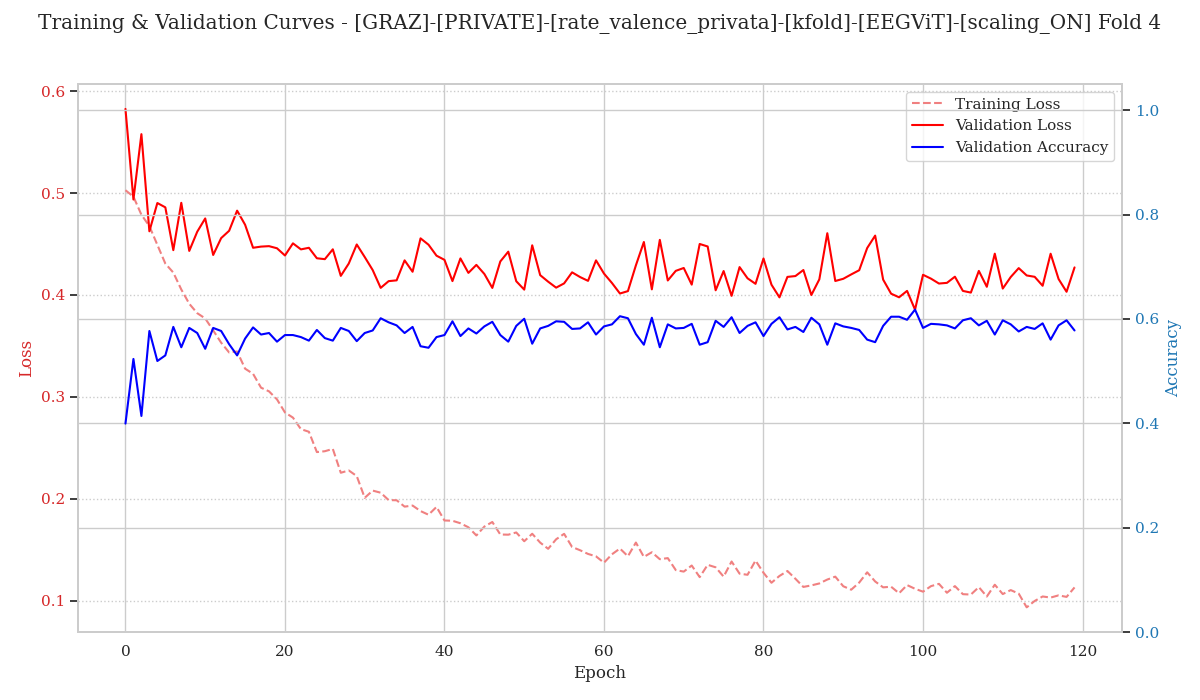 Training & Validation Curves - [GRAZ]-[PRIVATE]-[rate_valence_privata]-[kfold]-[EEGViT]-[scaling_ON] Fold 4
Training Loss
Validation Loss
Validation Accuracy
0.6
0.5
0.4
0.3
0.2
0.1
Loss
1.0
0.8
0.6
0.4
0.2
0.0
Accuracy
0
20
40
60
80
100
120
Epoch